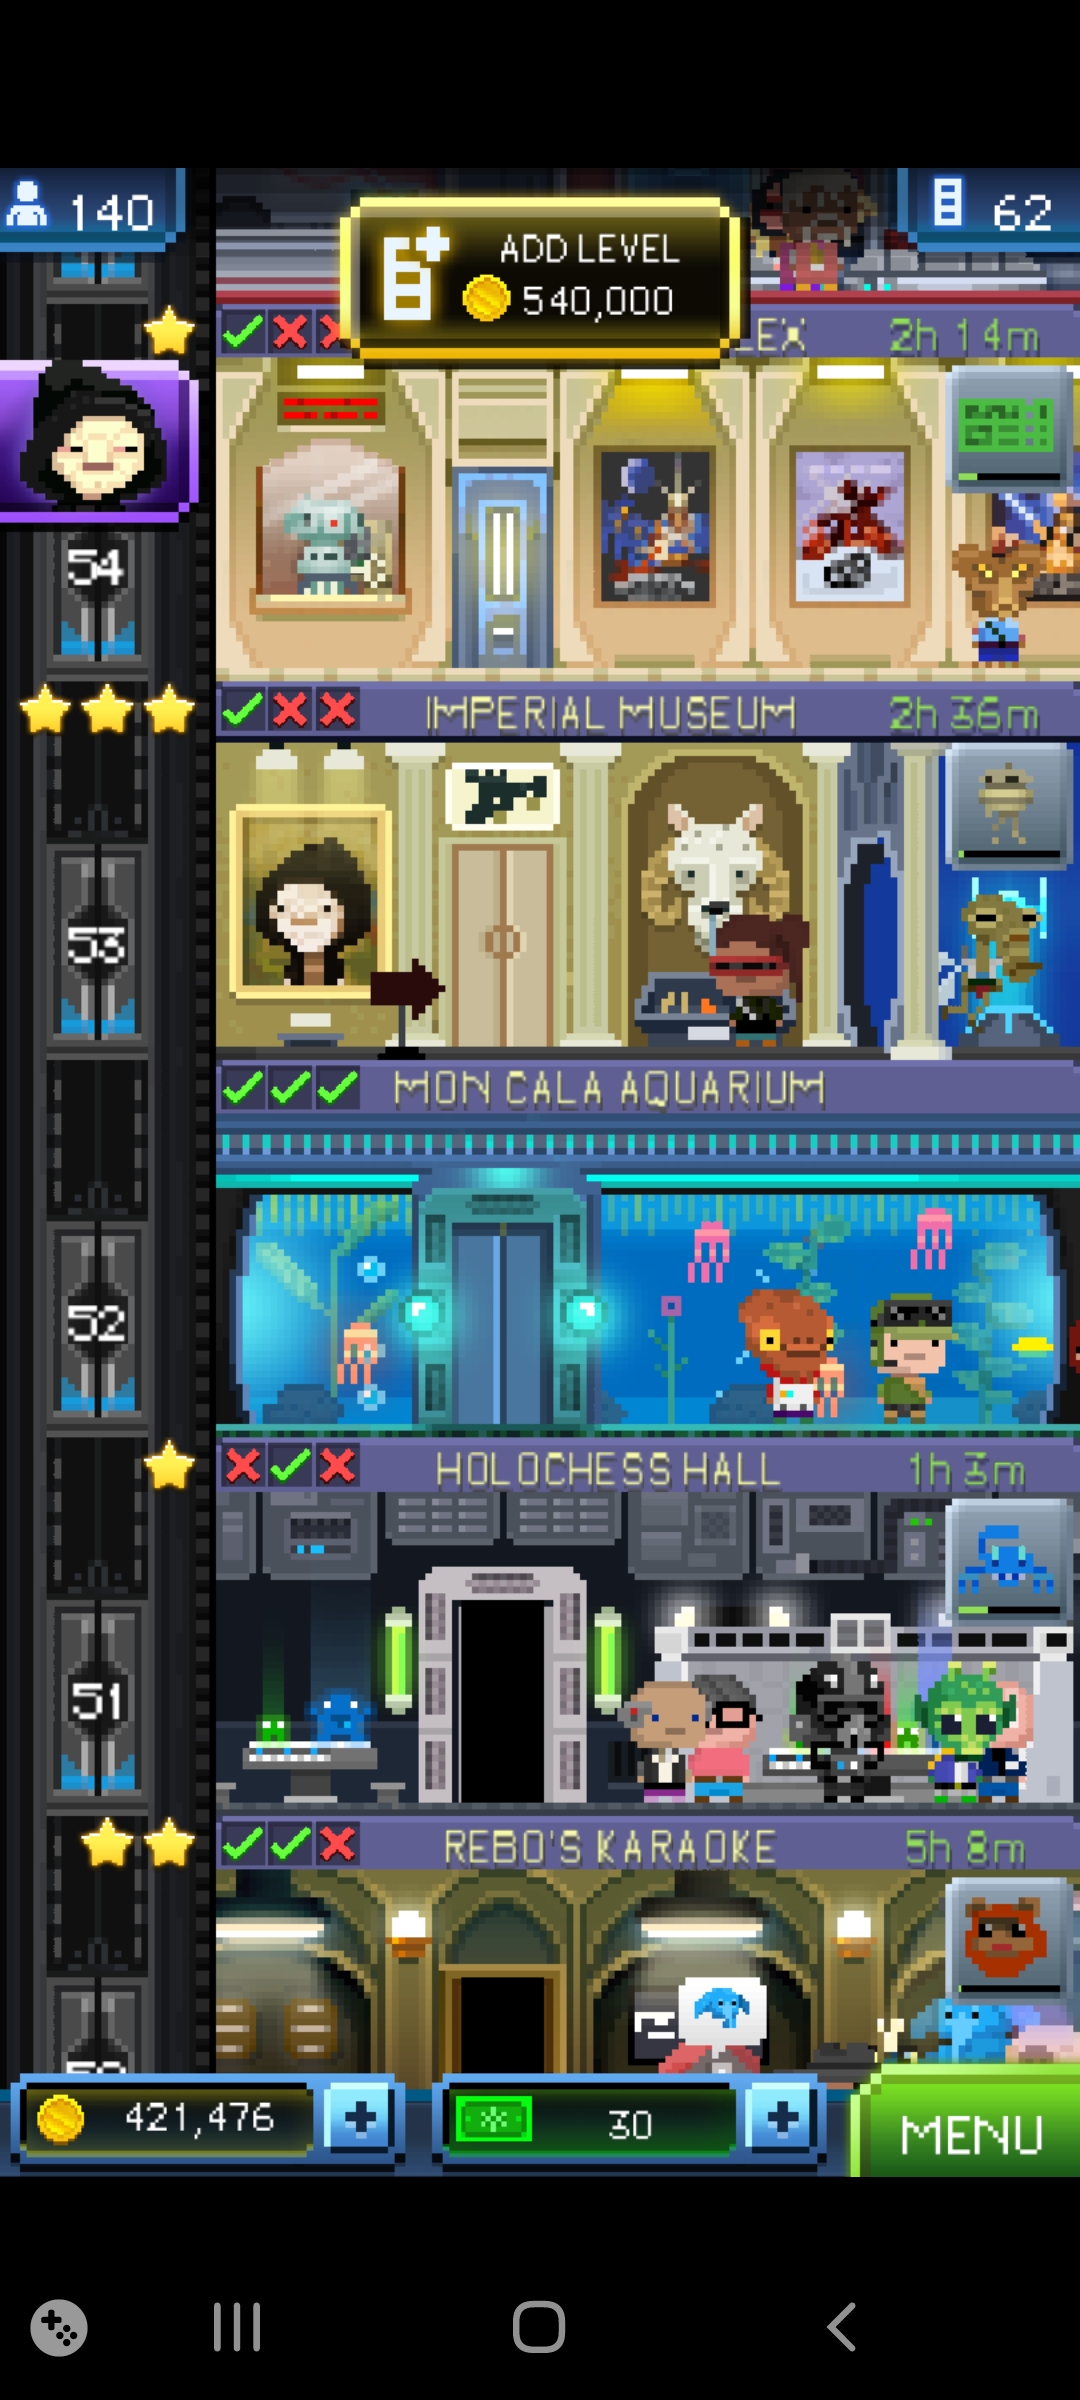 140
62
ADD LEVEL
540,000
LEX 2h 14m
54
IMPERIAL MUSEUM 2h 36m
53
MON CALA AQUARIUM
52
HOLOCHESS HALL 1h 3m
51
REBO'S KARAOKE 5h 8m
421,476
30
MENU